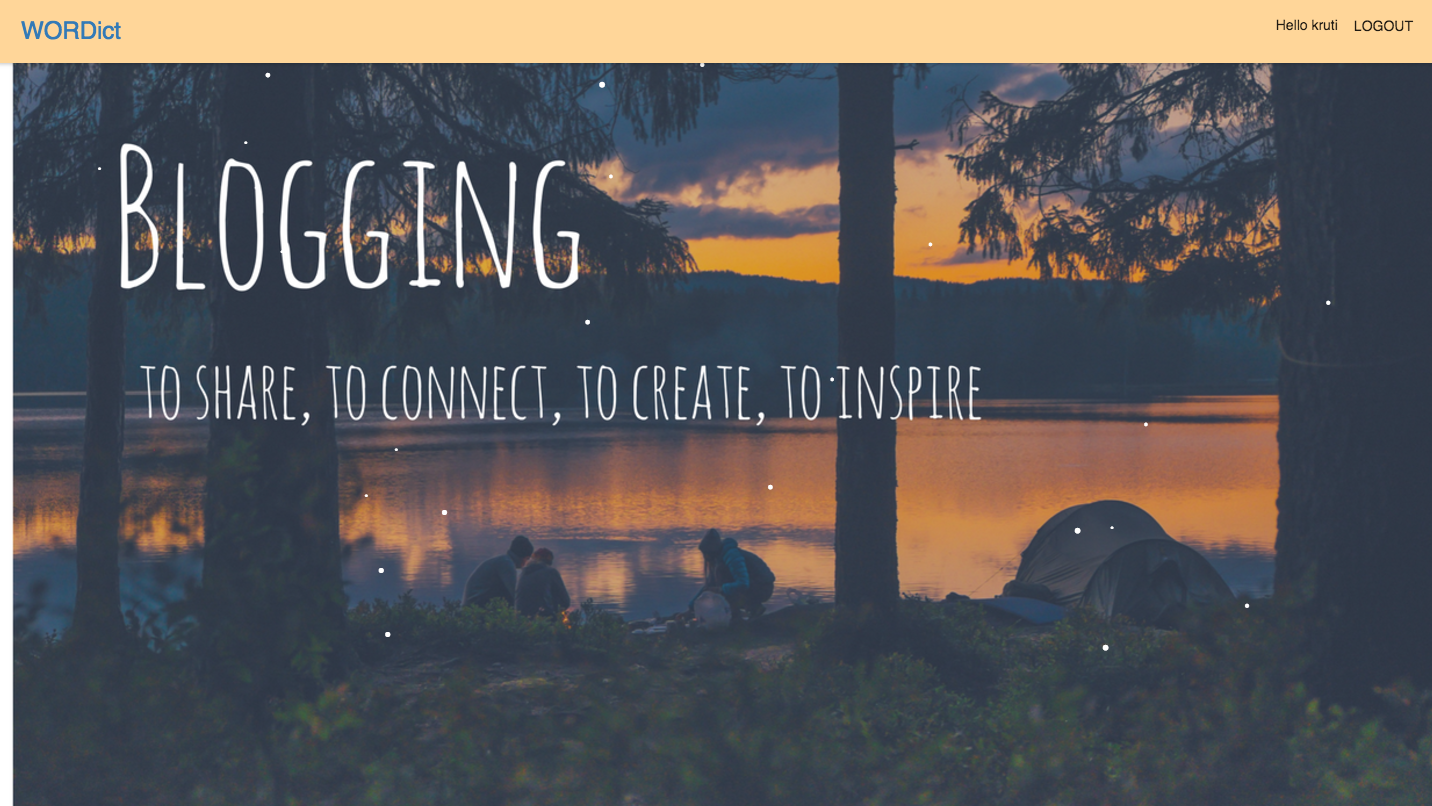 WORDict
Hello kruti LOGOUT
BLOGGING
TO SHARE, TO CONNECT, TO CREATE, TO INSPIRE